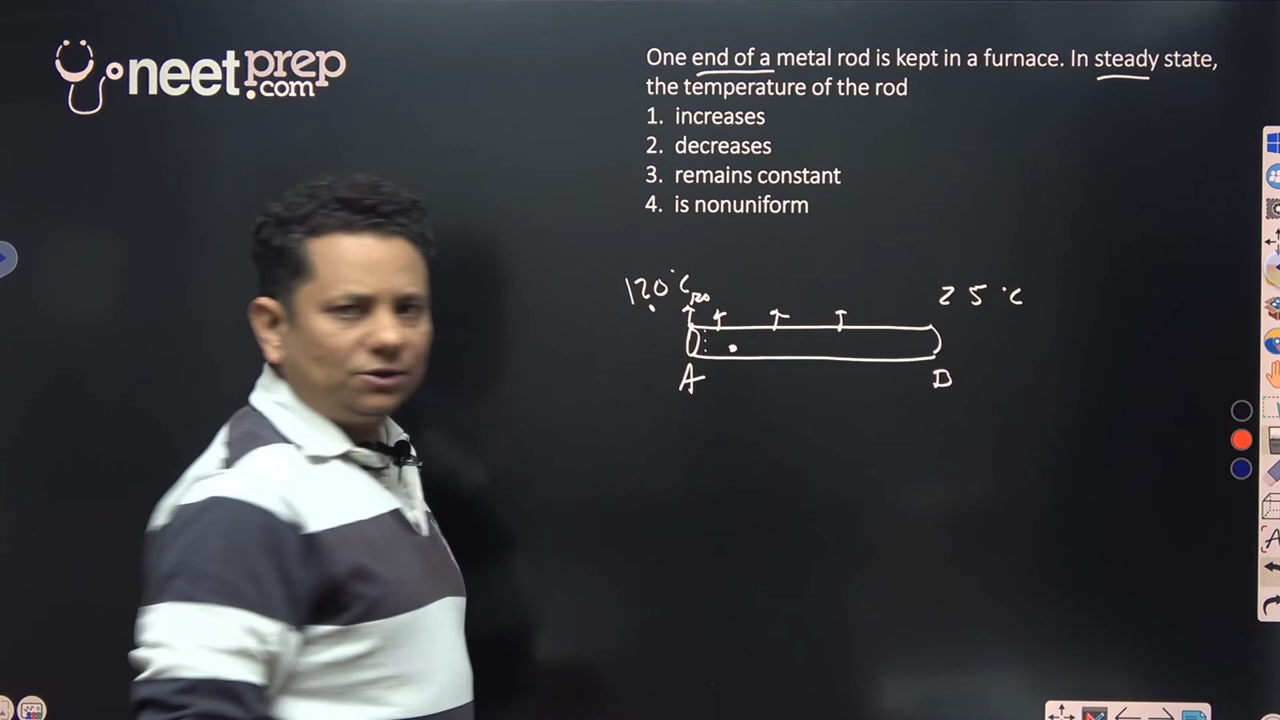 neetprep
.com
One end of a metal rod is kept in a furnace. In steady state,
the temperature of the rod
1. increases
2. decreases
3. remains constant
4. is nonuniform
120°C
120
25°C
A
B